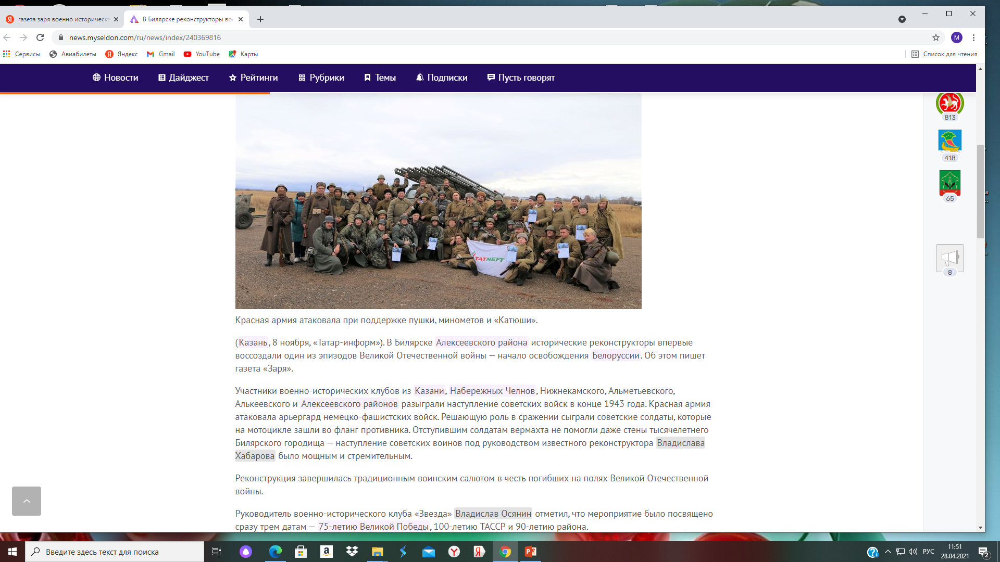 газета заря военно историческа
В Билярске реконструкторы во
news.myseldon.com/ru/news/index/240369816
M
Сервисы Авиабилеты Яндекс Gmail YouTube Карты Список для чтения
Новости Дайджест Рейтинги Рубрики Темы Подписки Пусть говорят
813
418
65
8
TATNEFT
Красная армия атаковала при поддержке пушки, минометов и «Катюши».
(Казань, 8 ноября, «Татар-информ»). В Билярске Алексеевского района исторические реконструкторы впервые
воссоздали один из эпизодов Великой Отечественной войны — начало освобождения Белоруссии. Об этом пишет
газета «Заря».
Участники военно-исторических клубов из Казани, Набережных Челнов, Нижнекамского, Альметьевского,
Алькеевского и Алексеевского районов разыграли наступление советских войск в конце 1943 года. Красная армия
атаковала арьергард немецко-фашистских войск. Решающую роль в сражении сыграли советские солдаты, которые
на мотоцикле зашли во фланг противника. Отступившим солдатам вермахта не помогли даже стены тысячелетнего
Билярского городища — наступление советских воинов под руководством известного реконструктора Владислава
Хабарова было мощным и стремительным.
Реконструкция завершилась традиционным воинским салютом в честь погибших на полях Великой Отечественной
войны.
Руководитель военно-исторического клуба «Звезда» Владислав Осянин отметил, что мероприятие было посвящено
сразу трем датам — 75-летию Великой Победы, 100-летию ТАССР и 90-летию района.
Введите здесь текст для поиска
РУС
11:51
28.04.2021
2